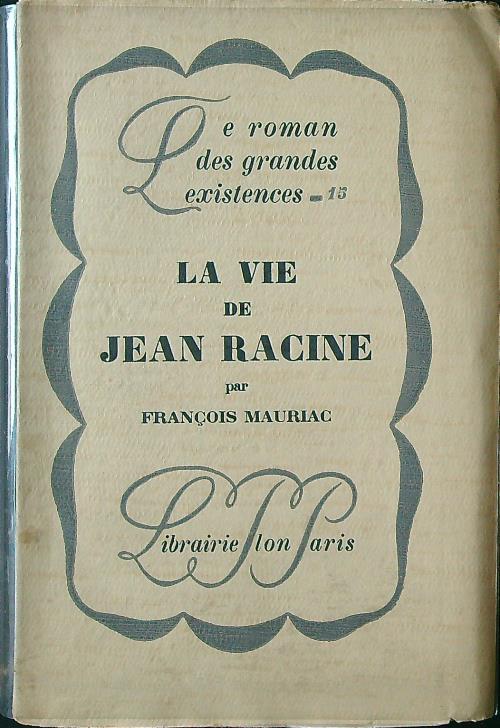 Le roman
des grandes
existences - 15
LA VIE
DE
JEAN RACINE
par
FRANÇOIS MAURIAC
Librairie Plon Paris